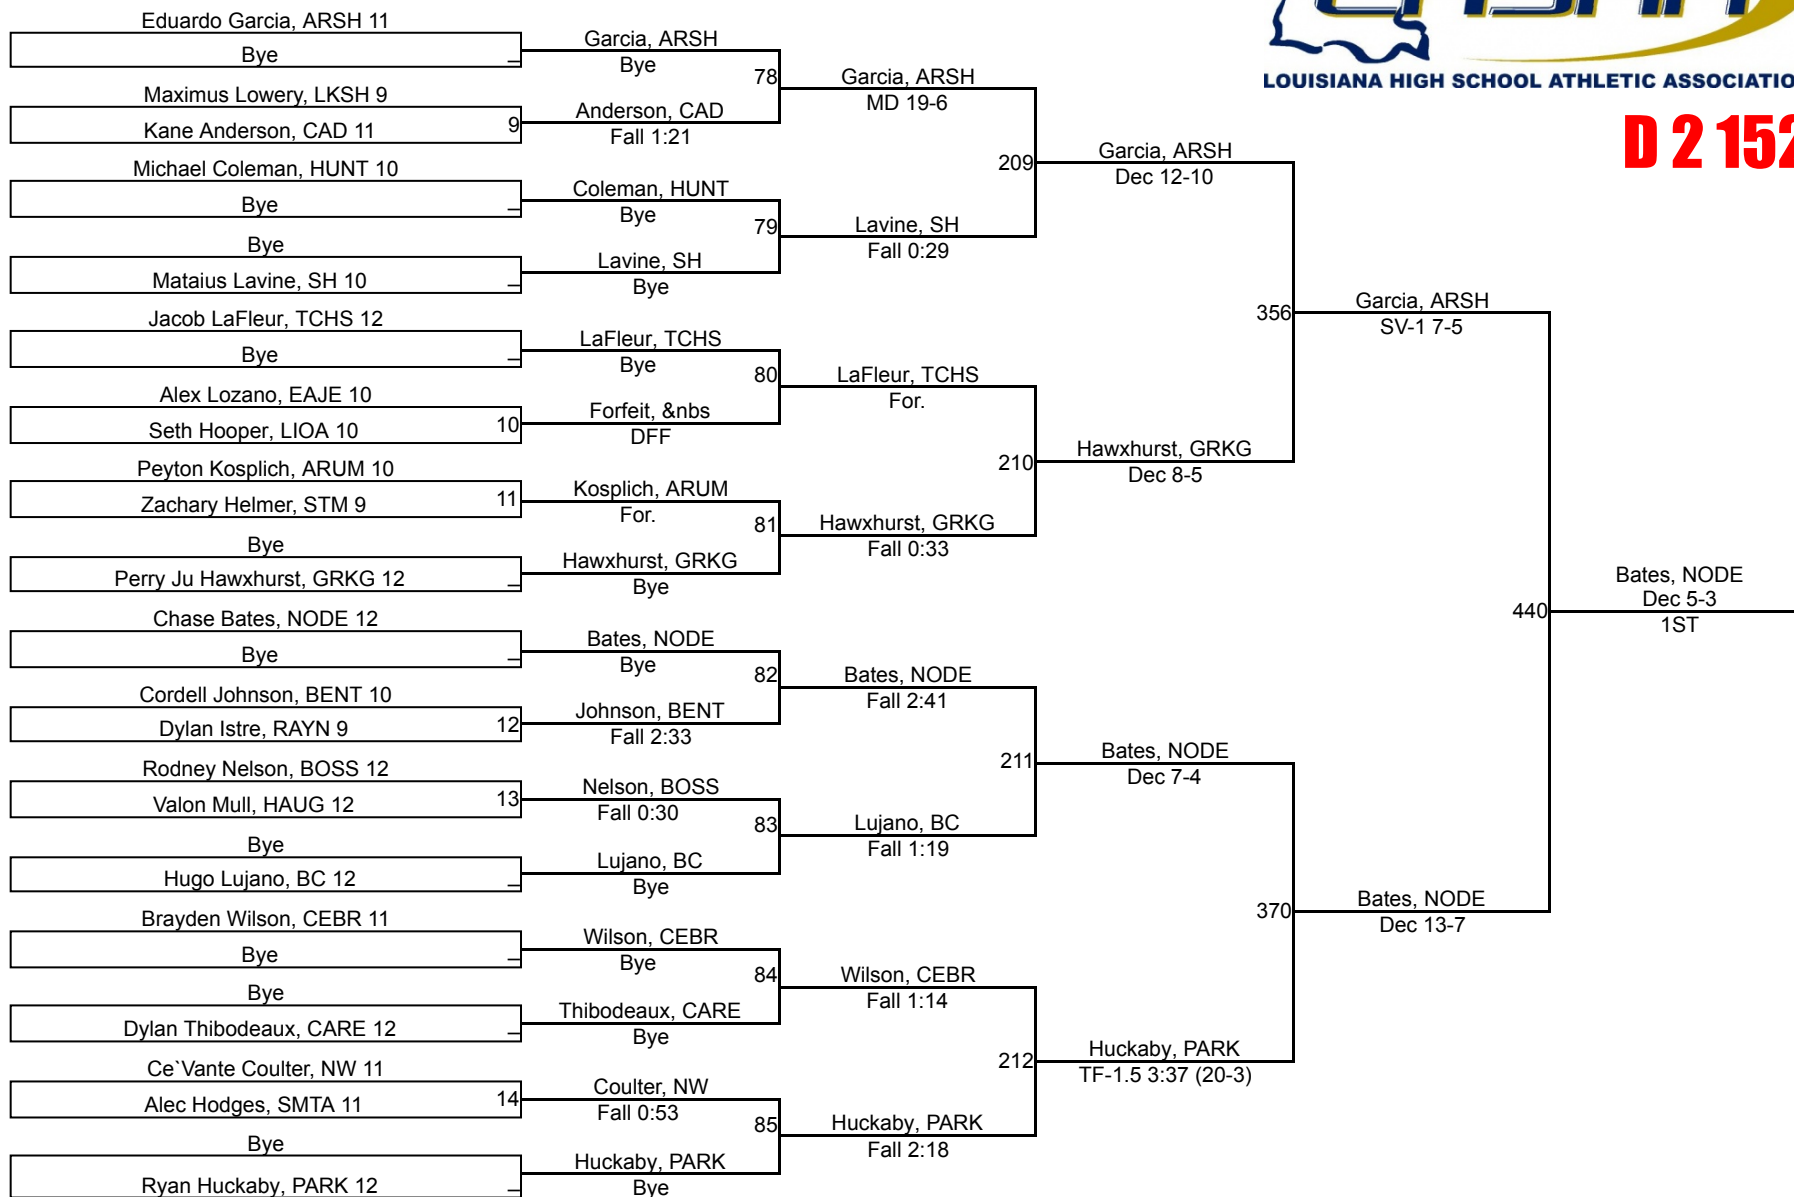 LOUISIANA HIGH SCHOOL ATHLETIC ASSOCIATIO
D 2 152
Eduardo Garcia, ARSH 11
Bye
Maximus Lowery, LKSH 9
Kane Anderson, CAD 11
9
Michael Coleman, HUNT 10
Bye
Bye
Mataius Lavine, SH 10
Jacob LaFleur, TCHS 12
Bye
Alex Lozano, EAJE 10
Seth Hooper, LIOA 10
10
Peyton Kosplich, ARUM 10
Zachary Helmer, STM 9
11
Bye
Perry Ju Hawxhurst, GRKG 12
Chase Bates, NODE 12
Bye
Cordell Johnson, BENT 10
Dylan Istre, RAYN 9
12
Rodney Nelson, BOSS 12
Valon Mull, HAUG 12
13
Bye
Hugo Lujano, BC 12
Brayden Wilson, CEBR 11
Bye
Bye
Dylan Thibodeaux, CARE 12
Ce`Vante Coulter, NW 11
Alec Hodges, SMTA 11
14
Bye
Ryan Huckaby, PARK 12
Garcia, ARSH
Bye
78
Anderson, CAD
Fall 1:21
Coleman, HUNT
Bye
79
Lavine, SH
Bye
LaFleur, TCHS
Bye
80
Forfeit, &nbs
DFF
Kosplich, ARUM
For.
81
Hawxhurst, GRKG
Bye
Bates, NODE
Bye
82
Johnson, BENT
Fall 2:33
Nelson, BOSS
Fall 0:30
83
Lujano, BC
Bye
Wilson, CEBR
Bye
84
Thibodeaux, CARE
Bye
Coulter, NW
Fall 0:53
85
Huckaby, PARK
Bye
Garcia, ARSH
MD 19-6
209
Lavine, SH
Fall 0:29
LaFleur, TCHS
For.
210
Hawxhurst, GRKG
Fall 0:33
Bates, NODE
Fall 2:41
211
Lujano, BC
Fall 1:19
Wilson, CEBR
Fall 1:14
212
Huckaby, PARK
Fall 2:18
Garcia, ARSH
Dec 12-10
356
Hawxhurst, GRKG
Dec 8-5
Bates, NODE
Dec 7-4
370
Huckaby, PARK
TF-1.5 3:37 (20-3)
Garcia, ARSH
SV-1 7-5
440
Bates, NODE
Dec 13-7
Bates, NODE
Dec 5-3
1ST